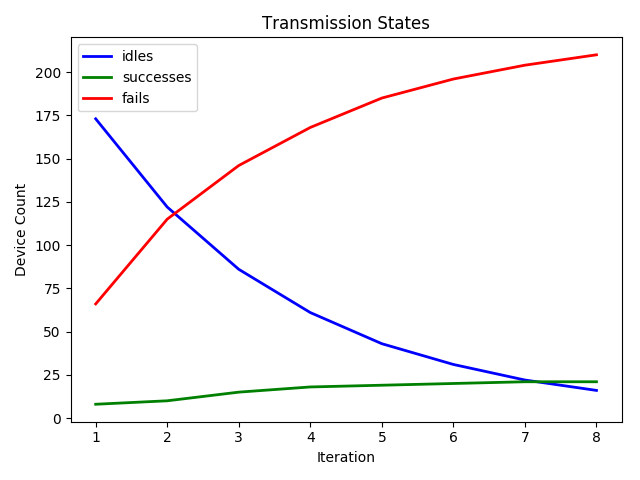 Transmission States
idles
successes
fails
Device Count
200
175
150
125
100
75
50
25
0
1 2 3 4 5 6 7 8
Iteration